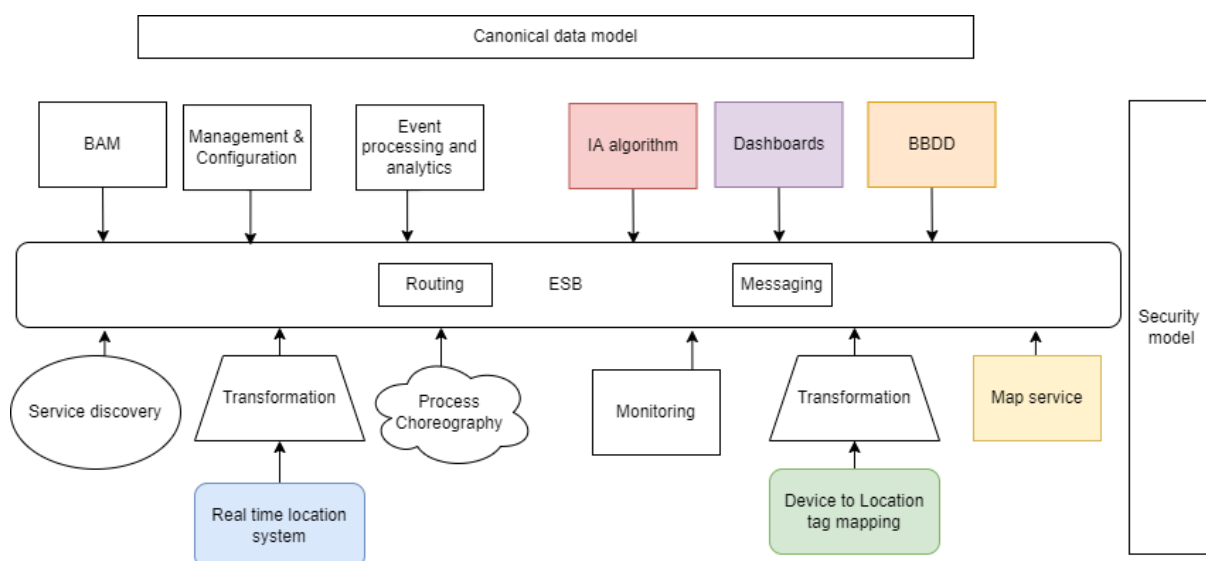 Canonical data model
BAM
Management &
Configuration
Event
processing and
analytics
IA algorithm
Dashboards
BBDD
Routing
ESB
Messaging
Security
model
Service discovery
Transformation
Process
Choreography
Monitoring
Transformation
Map service
Real time location
system
Device to Location
tag mapping